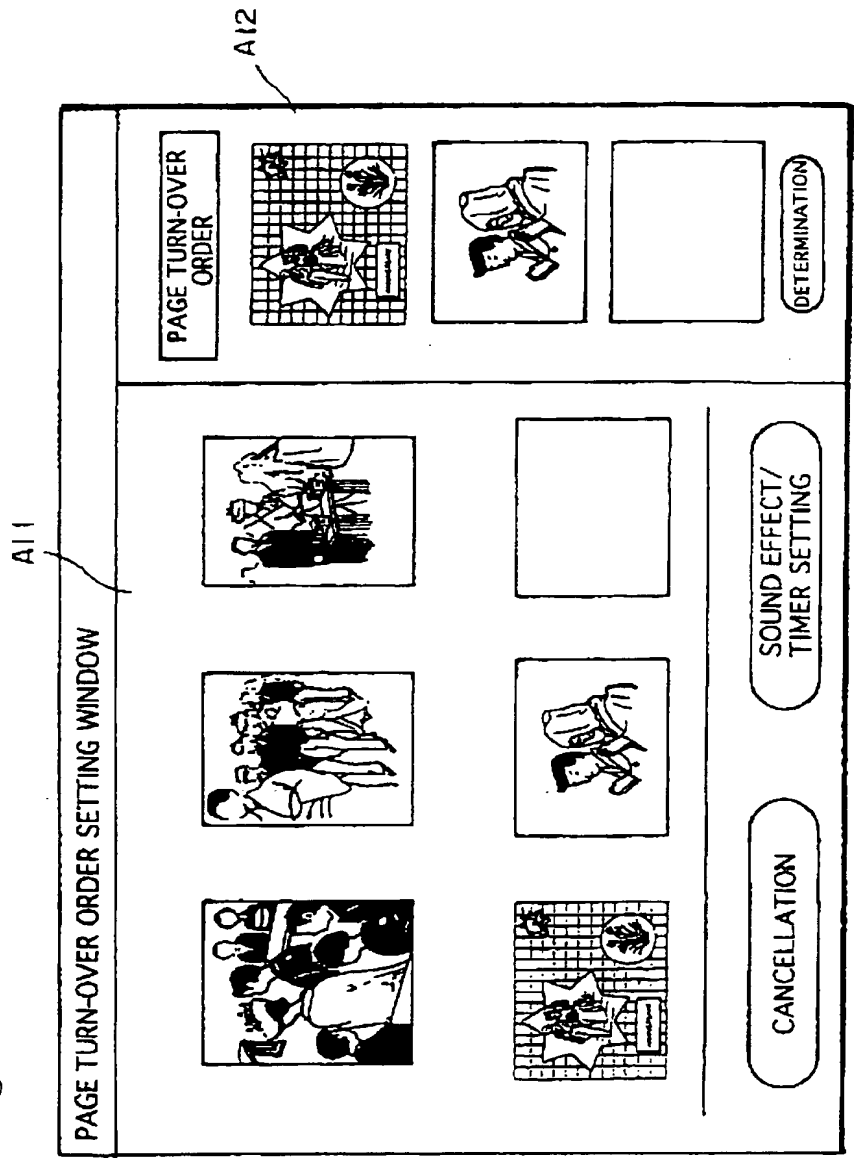 A11
A12
PAGE TURN-OVER ORDER SETTING WINDOW
PAGE TURN-OVER
ORDER
DETERMINATION
CANCELLATION
SOUND EFFECT/
TIMER SETTING